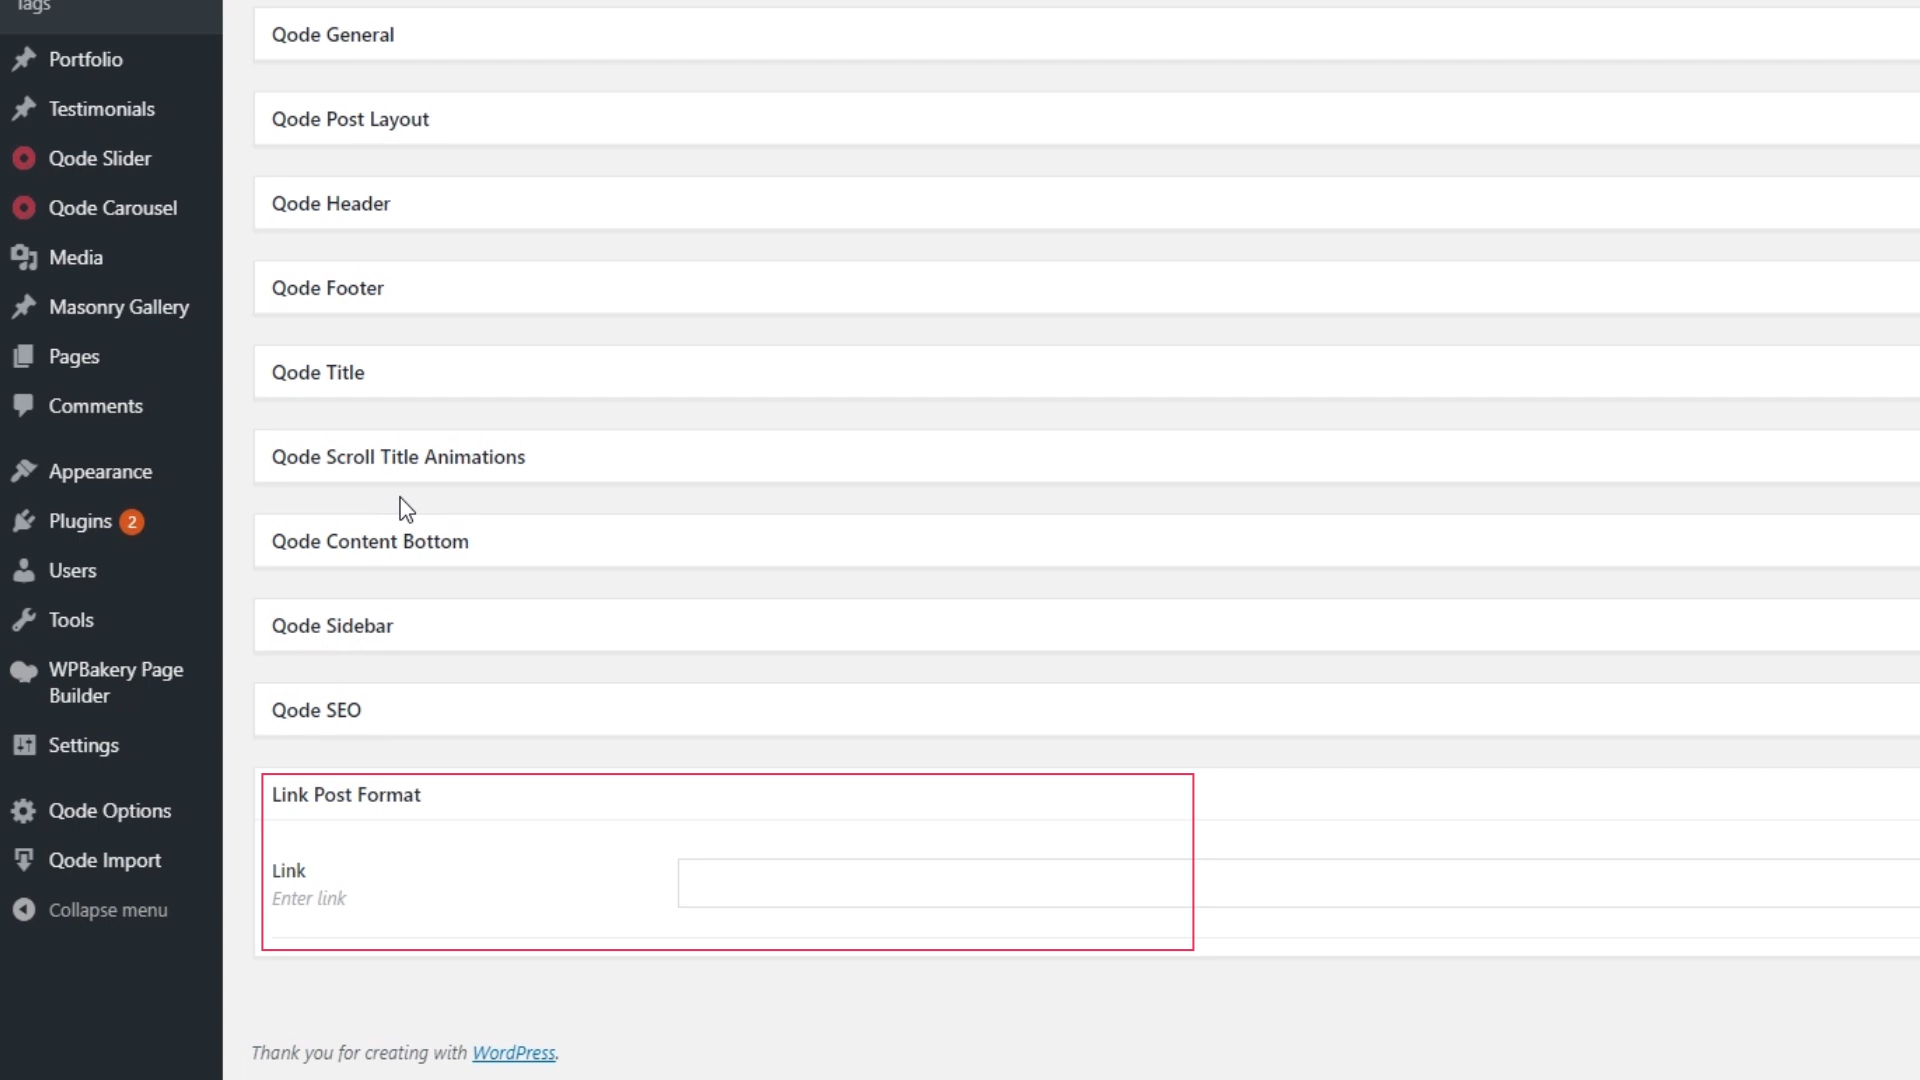 Tags
Portfolio
Testimonials
Qode Slider
Qode Carousel
Media
Masonry Gallery
Pages
Comments
Appearance
Plugins 2
Users
Tools
WPBakery Page
Builder
Settings
Qode Options
Qode Import
Collapse menu
Qode General
Qode Post Layout
Qode Header
Qode Footer
Qode Title
Qode Scroll Title Animations
Qode Content Bottom
Qode Sidebar
Qode SEO
Link Post Format
Link
Enter link
Thank you for creating with WordPress.